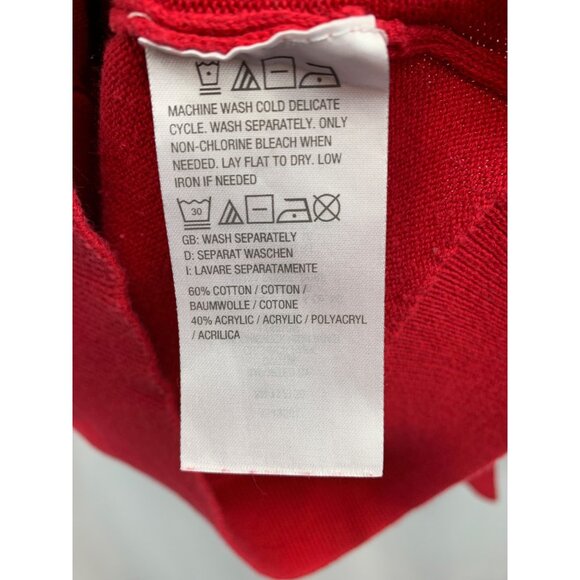 MACHINE WASH COLD DELICATE
CYCLE. WASH SEPARATELY. ONLY
NON-CHLORINE BLEACH WHEN
NEEDED. LAY FLAT TO DRY. LOW
IRON IF NEEDED
30
GB: WASH SEPARATELY
D: SEPARAT WASCHEN
I: LAVARE SEPARATAMENTE
60% COTTON / COTTON /
BAUMWOLLE / COTONE
40% ACRYLIC / ACRYLIC / POLYACRYL
/ ACRILICA